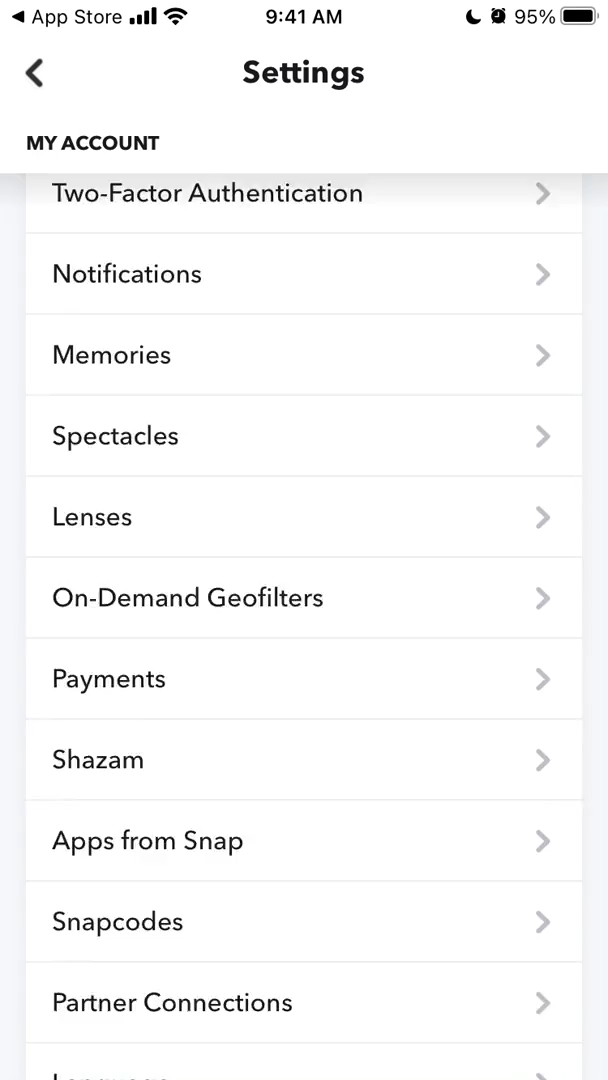 App Store 9:41 AM 95%
Settings
MY ACCOUNT
Two-Factor Authentication
Notifications
Memories
Spectacles
Lenses
On-Demand Geofilters
Payments
Shazam
Apps from Snap
Snapcodes
Partner Connections